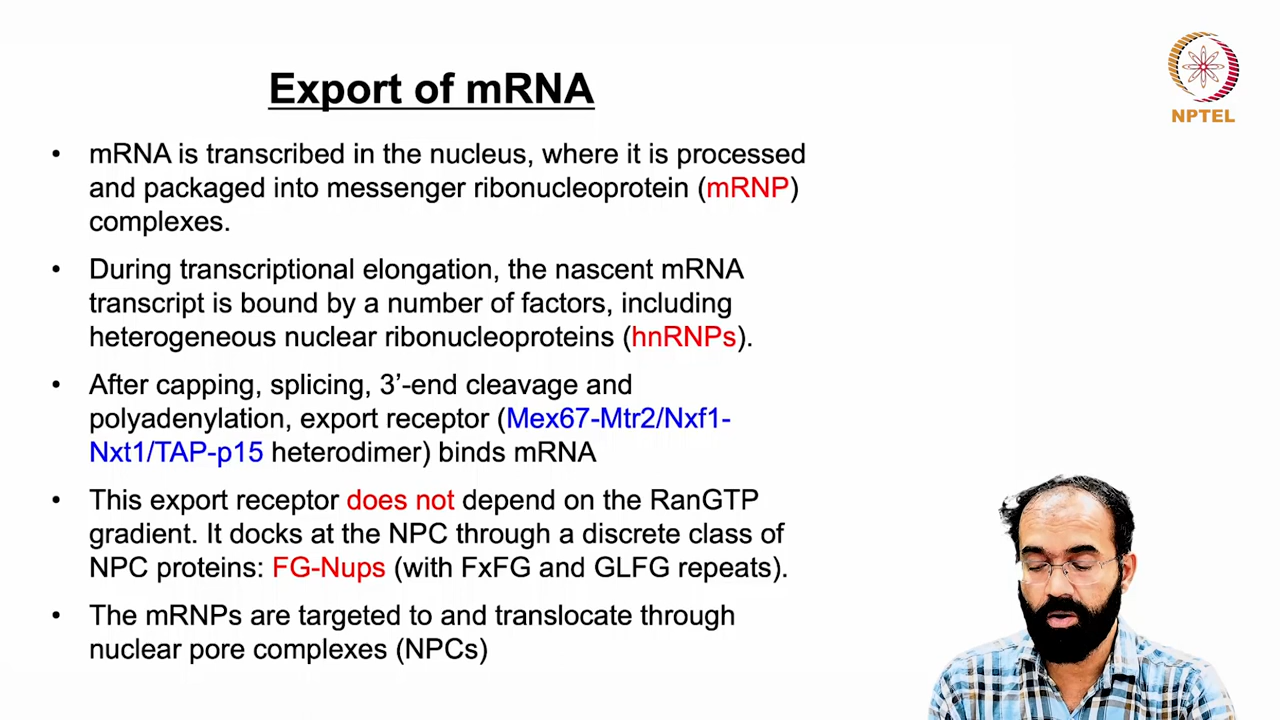 Export of mRNA
NPTEL
• mRNA is transcribed in the nucleus, where it is processed
and packaged into messenger ribonucleoprotein (mRNP)
complexes.
• During transcriptional elongation, the nascent mRNA
transcript is bound by a number of factors, including
heterogeneous nuclear ribonucleoproteins (hnRNPs).
• After capping, splicing, 3’-end cleavage and
polyadenylation, export receptor (Mex67-Mtr2/Nxf1-
Nxt1/TAP-p15 heterodimer) binds mRNA
• This export receptor does not depend on the RanGTP
gradient. It docks at the NPC through a discrete class of
NPC proteins: FG-Nups (with FxFG and GLFG repeats).
• The mRNPs are targeted to and translocate through
nuclear pore complexes (NPCs)